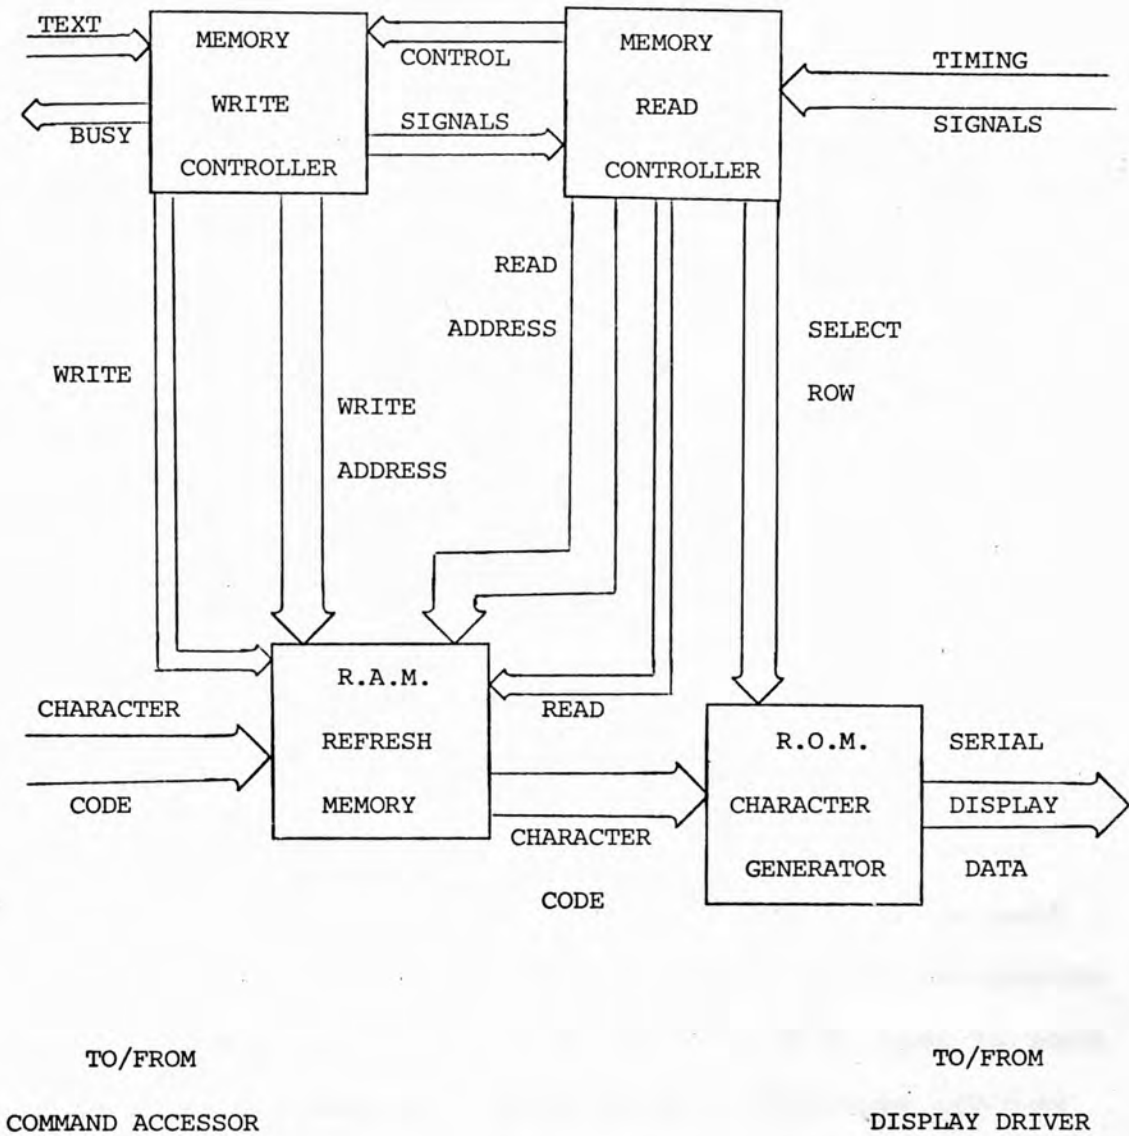 TEXT
BUSY
MEMORY
WRITE
CONTROLLER
CONTROL
SIGNALS
MEMORY
READ
CONTROLLER
TIMING
SIGNALS
WRITE
WRITE
ADDRESS
READ
ADDRESS
SELECT
ROW
CHARACTER
CODE
R.A.M.
REFRESH
MEMORY
READ
CHARACTER
CODE
R.O.M.
CHARACTER
GENERATOR
SERIAL
DISPLAY
DATA
TO/FROM
COMMAND ACCESSOR
TO/FROM
DISPLAY DRIVER